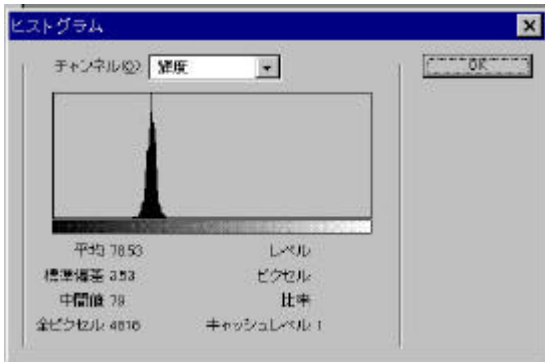 ヒストグラム
チャンネル(C): 輝度
OK
平均 78.53 レベル
標準偏差 3.53 ピクセル
中間値 79 比率
全ピクセル 4816 キャッシュレベル 1